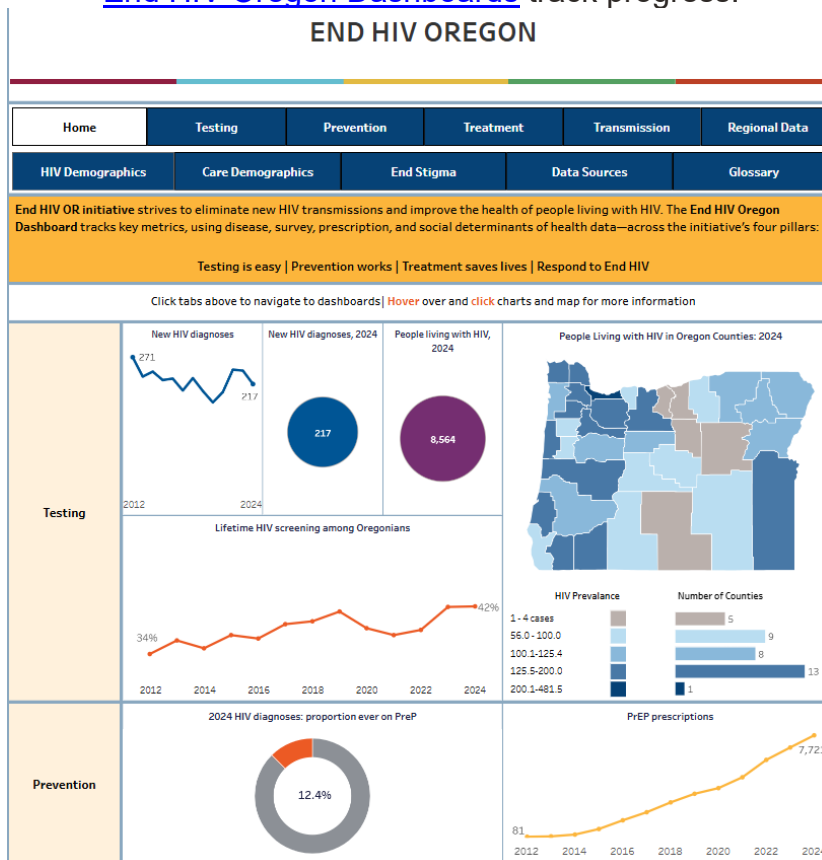 End HIV Oregon Dashboards track progress.
END HIV OREGON
Home Testing Prevention Treatment Transmission Regional Data
HIV Demographics Care Demographics End Stigma Data Sources Glossary
End HIV OR initiative strives to eliminate new HIV transmissions and improve the health of people living with HIV. The End HIV Oregon
Dashboard tracks key metrics, using disease, survey, prescription, and social determinants of health data—across the initiative's four pillars:
Testing is easy | Prevention works | Treatment saves lives | Respond to End HIV
Click tabs above to navigate to dashboards| Hover over and click charts and map for more information
Testing
New HIV diagnoses
271
217
2012 2024
New HIV diagnoses, 2024
217
People living with HIV,
2024
8,564
People Living with HIV in Oregon Counties: 2024
HIV Prevalance Number of Counties
1 - 4 cases 5
56.0 - 100.0 9
100.1-125.4 8
125.5-200.0 13
200.1-481.5 1
Lifetime HIV screening among Oregonians
34%
42%
2012 2014 2016 2018 2020 2022 2024
Prevention
2024 HIV diagnoses: proportion ever on PreP
12.4%
PrEP prescriptions
81
7,721
2012 2014 2016 2018 2020 2022 2024